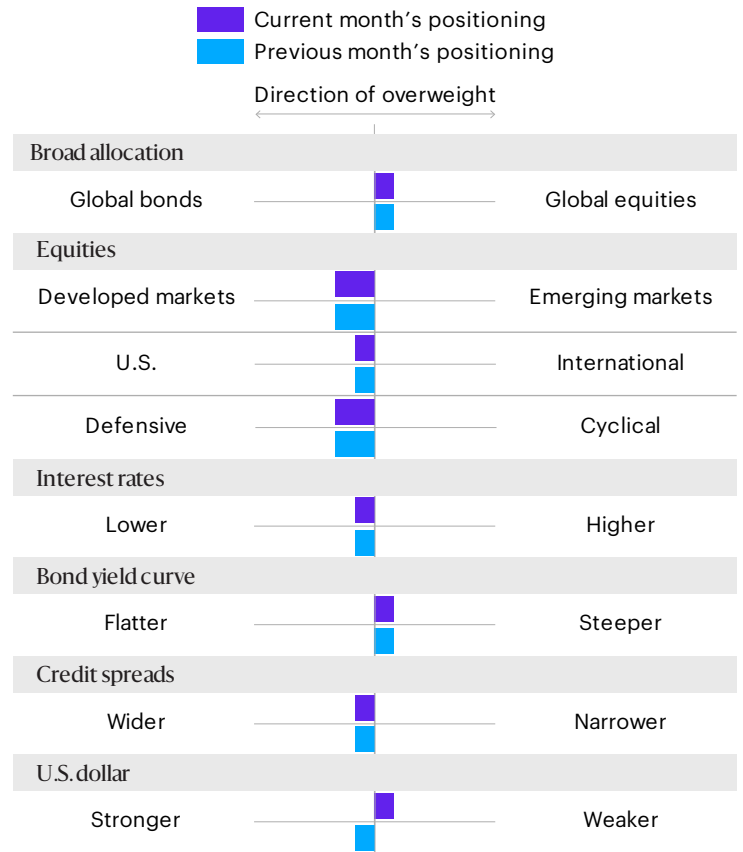 Current month’s positioning
Previous month’s positioning
Direction of overweight
Broad allocation
Global bonds
Global equities
Equities
Developed markets
Emerging markets
U.S.
International
Defensive
Cyclical
Interest rates
Lower
Higher
Bond yield curve
Flatter
Steeper
Credit spreads
Wider
Narrower
U.S. dollar
Stronger
Weaker